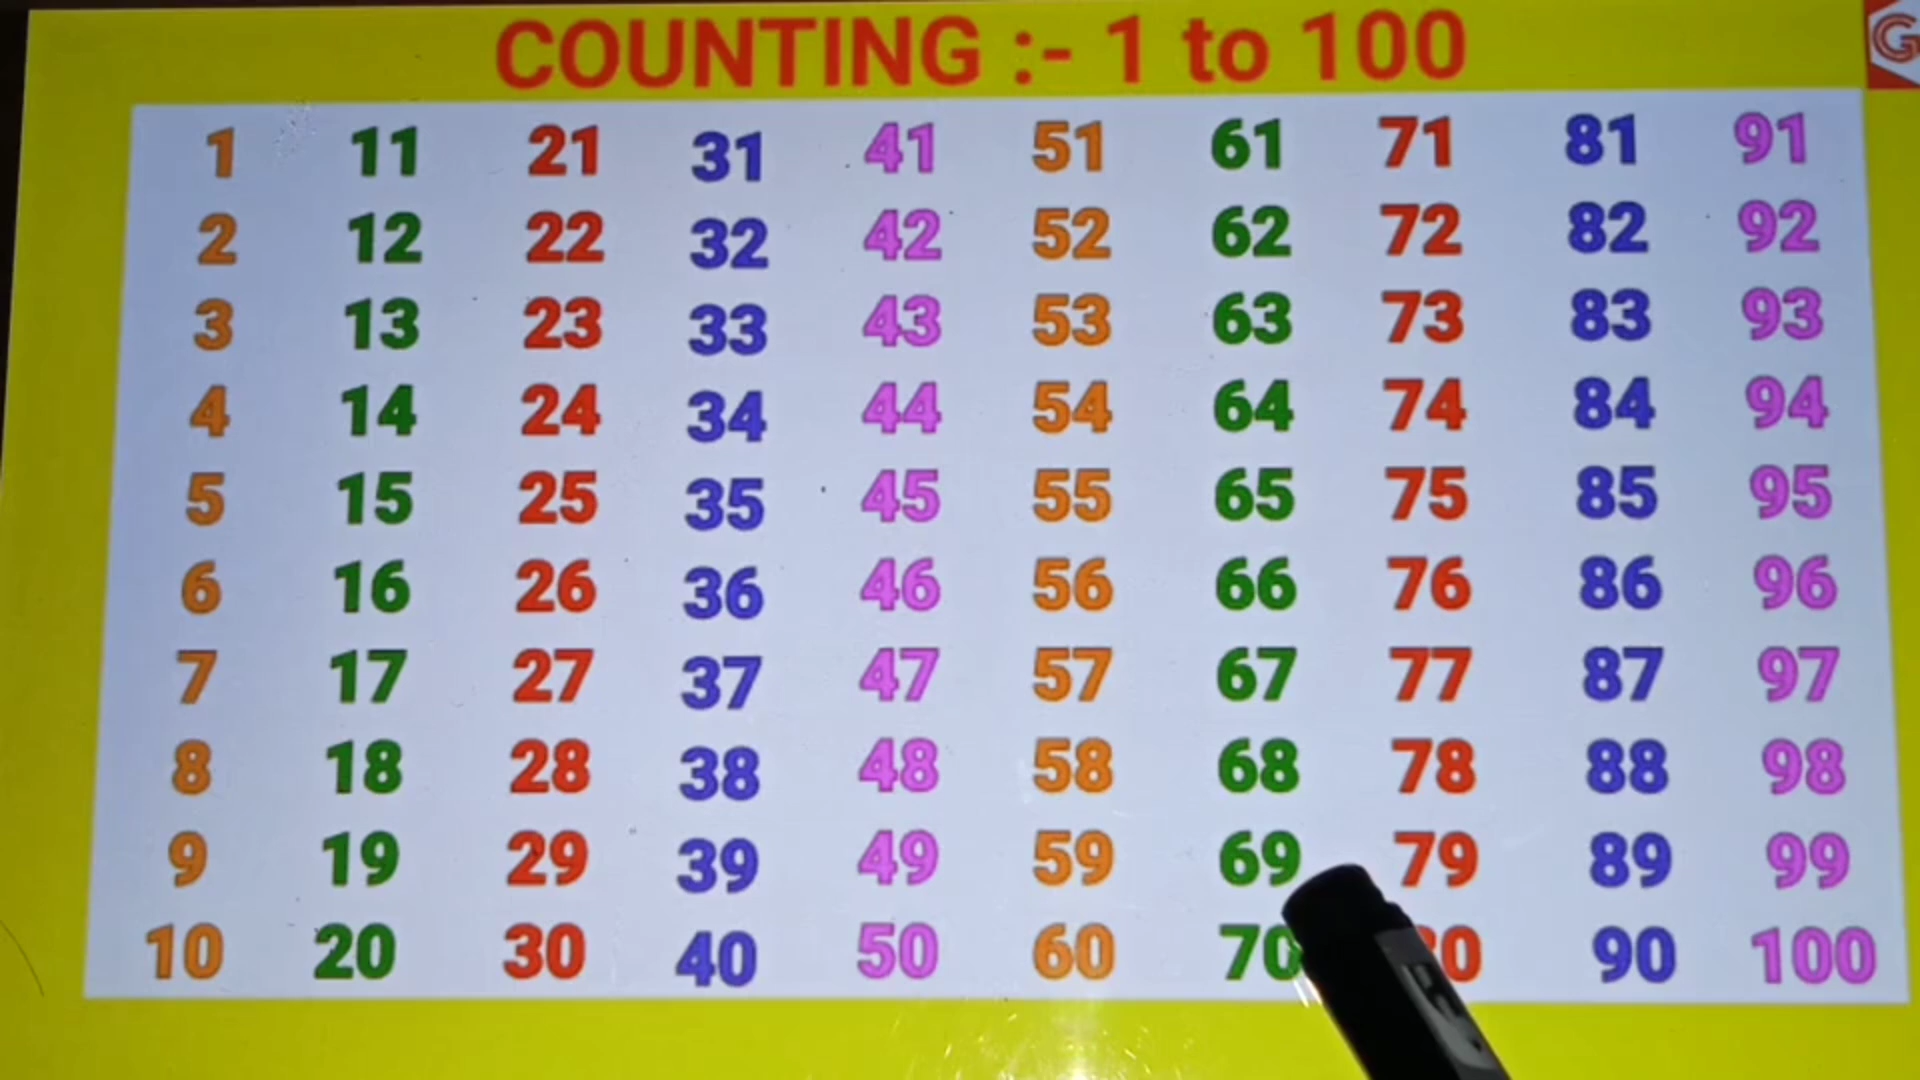 COUNTING :- 1 to 100
G
1 11 21 31 41 51 61 71 81 91
2 12 22 32 42 52 62 72 82 92
3 13 23 33 43 53 63 73 83 93
4 14 24 34 44 54 64 74 84 94
5 15 25 35 45 55 65 75 85 95
6 16 26 36 46 56 66 76 86 96
7 17 27 37 47 57 67 77 87 97
8 18 28 38 48 58 68 78 88 98
9 19 29 39 49 59 69 79 89 99
10 20 30 40 50 60 70 90 100